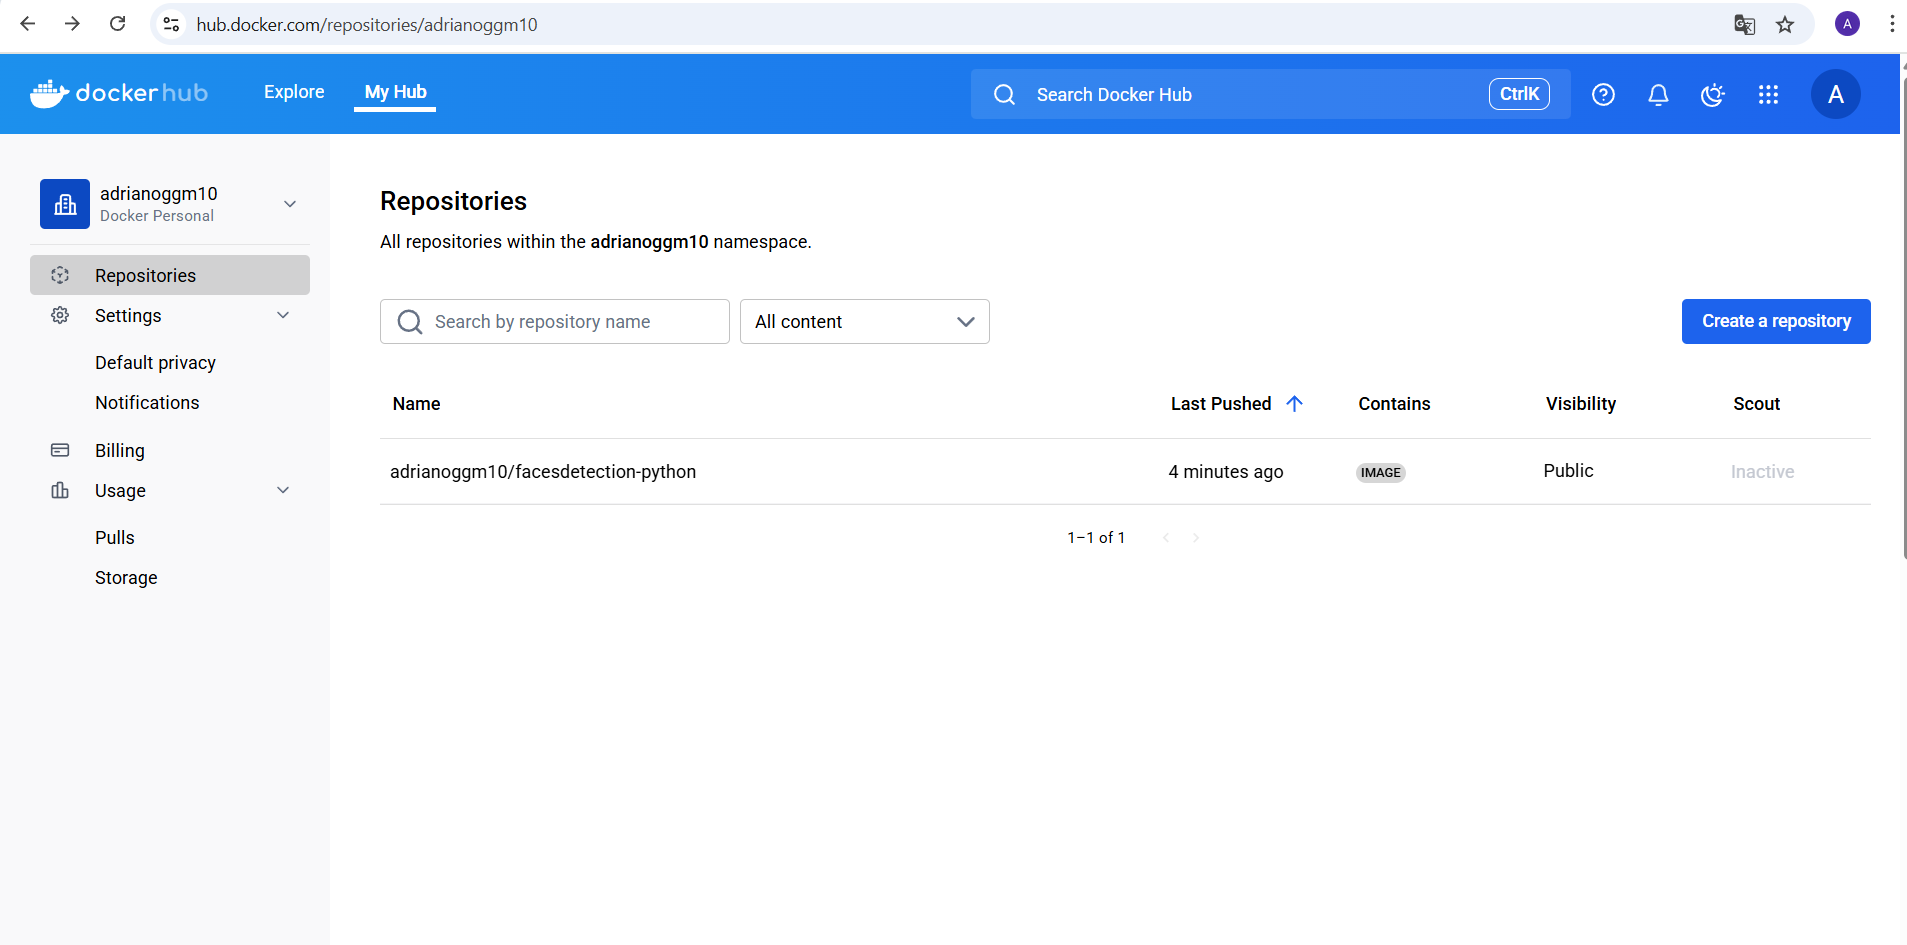 hub.docker.com/repositories/adrianoggm10
A
docker hub
Explore
My Hub
Search Docker Hub
CtrlK
A
adrianoggm10
Docker Personal
Repositories
Settings
Default privacy
Notifications
Billing
Usage
Pulls
Storage
Repositories
All repositories within the adrianoggm10 namespace.
Search by repository name
All content
Create a repository
Name Last Pushed Contains Visibility Scout
adrianoggm10/facesdetection-python 4 minutes ago IMAGE Public Inactive
1–1 of 1